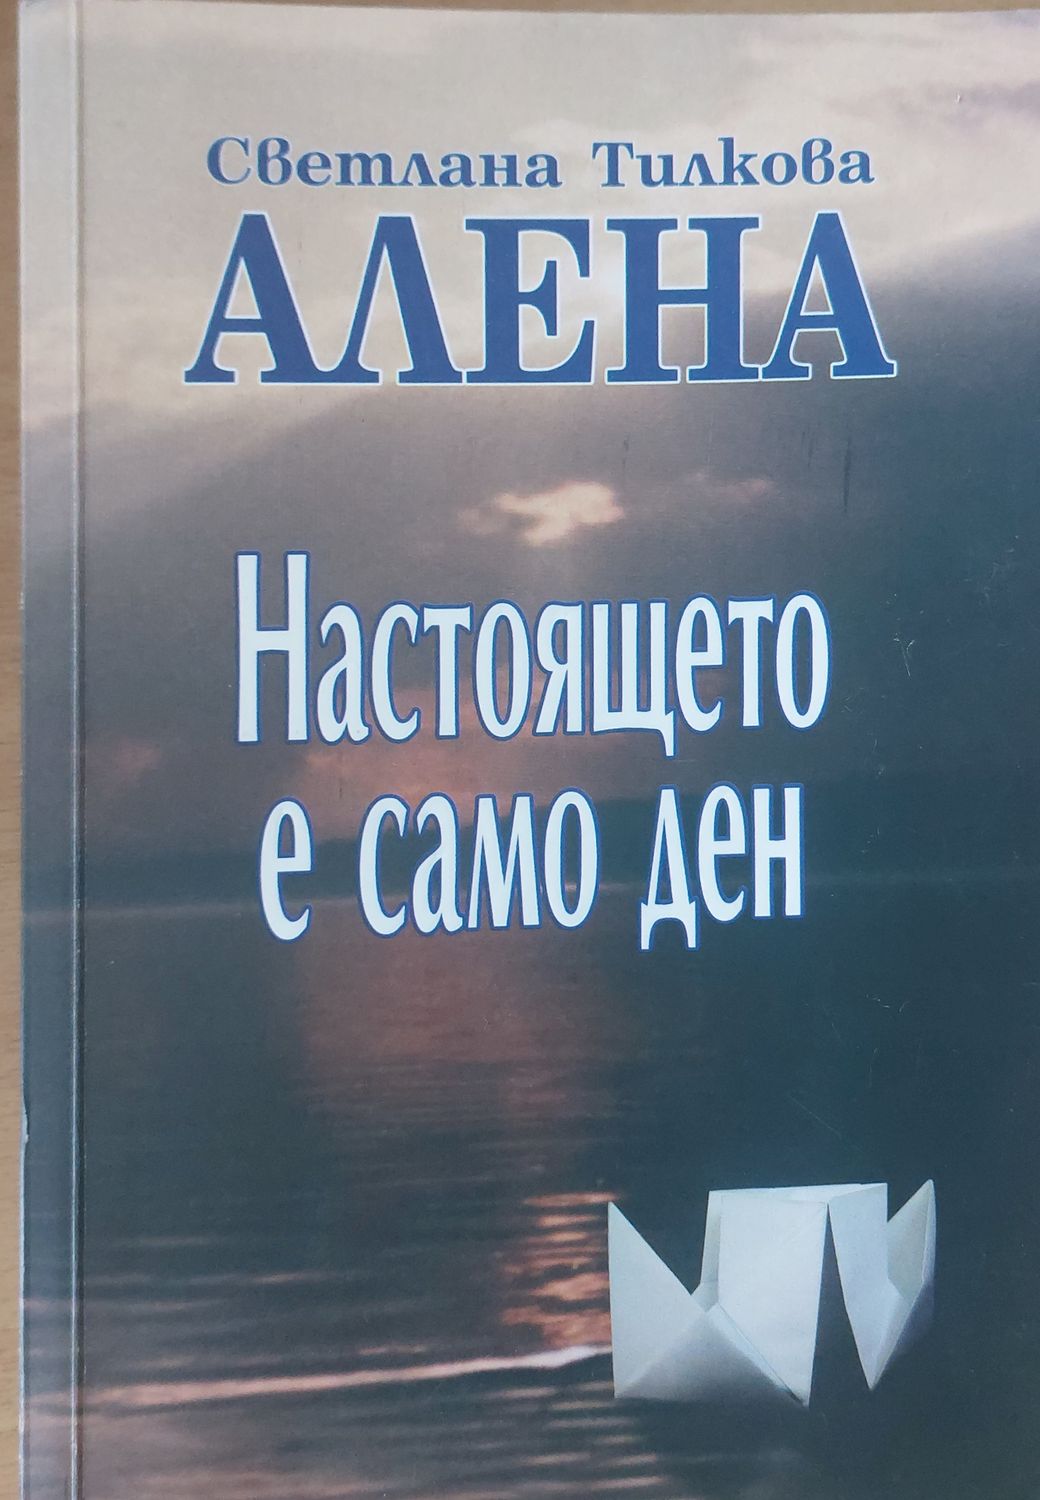 Светлана Тилкова
АЛЕНА
Настоящето
е само ден